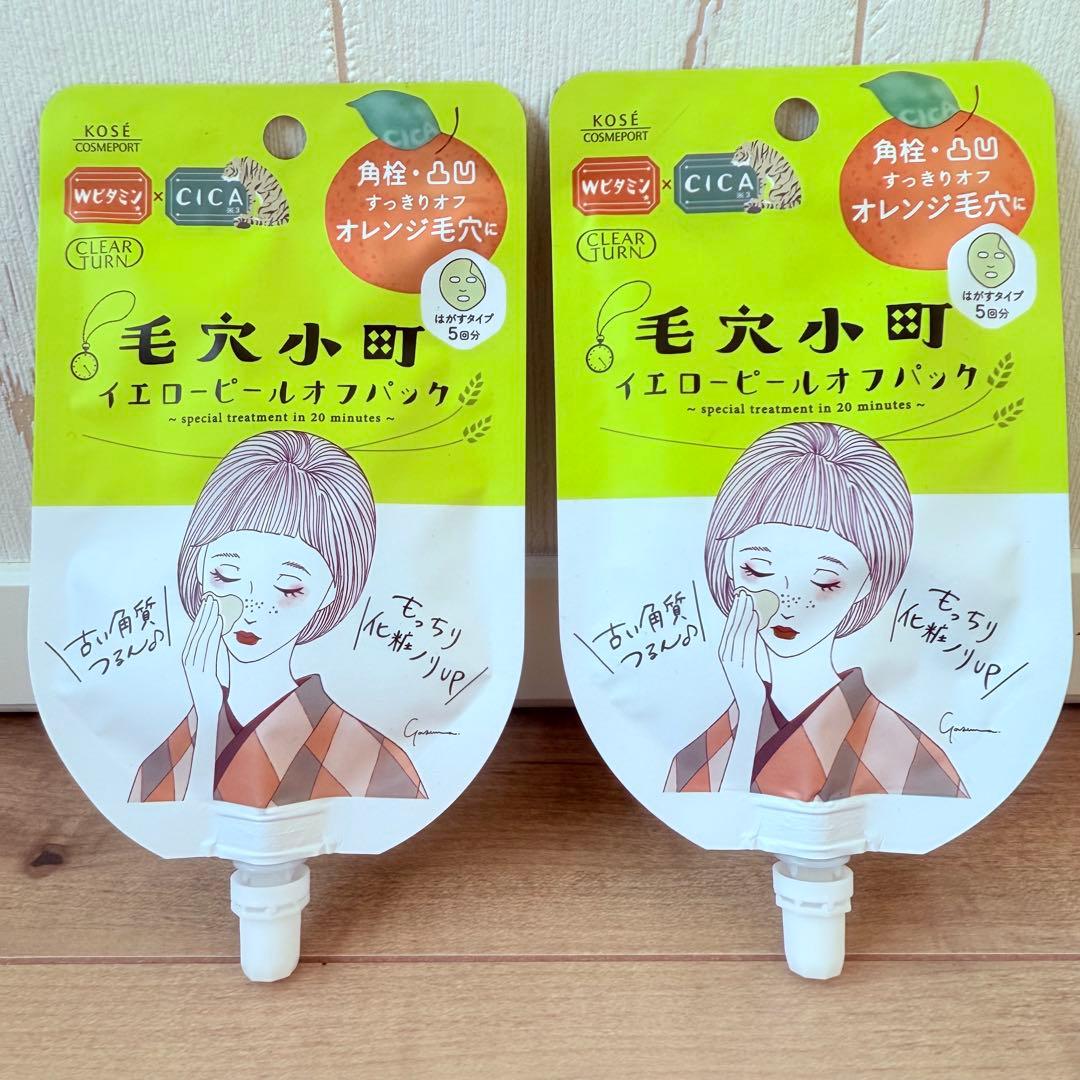 KOSÉ
COSMEPORT
Wビタミン
×
CICA
※3
CICA
角栓・凸凹
すっきりオフ
オレンジ毛穴に
CLEAR
TURN
はがすタイプ
5回分
毛穴小町
イエローピールオフパック
~ special treatment in 20 minutes ~
古い角質
つるん♪
もっちり
化粧ノリUP
KOSÉ
COSMEPORT
Wビタミン
×
CICA
※3
CICA
角栓・凸凹
すっきりオフ
オレンジ毛穴に
CLEAR
TURN
はがすタイプ
5回分
毛穴小町
イエローピールオフパック
~ special treatment in 20 minutes ~
古い角質
つるん♪
もっちり
化粧ノリUP